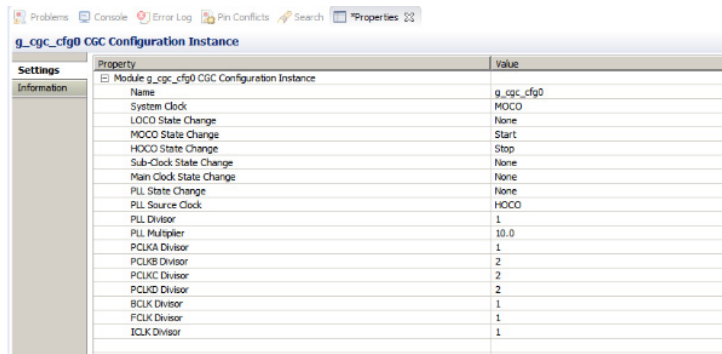 Problems Console Error Log Pin Conflicts Search *Properties
g_cgc_cfg0 CGC Configuration Instance
Settings
Information
Property Value
Module g_cgc_cfg0 CGC Configuration Instance
Name g_cgc_cfg0
System Clock MOCO
LOCO State Change None
MOCO State Change Start
HOCO State Change Stop
Sub-Clock State Change None
Main Clock State Change None
PLL State Change None
PLL Source Clock HOCO
PLL Divisor 1
PLL Multiplier 10.0
PCLKA Divisor 1
PCLKB Divisor 2
PCLKC Divisor 2
PCLKD Divisor 2
BCLK Divisor 1
FCLK Divisor 1
ICLK Divisor 1